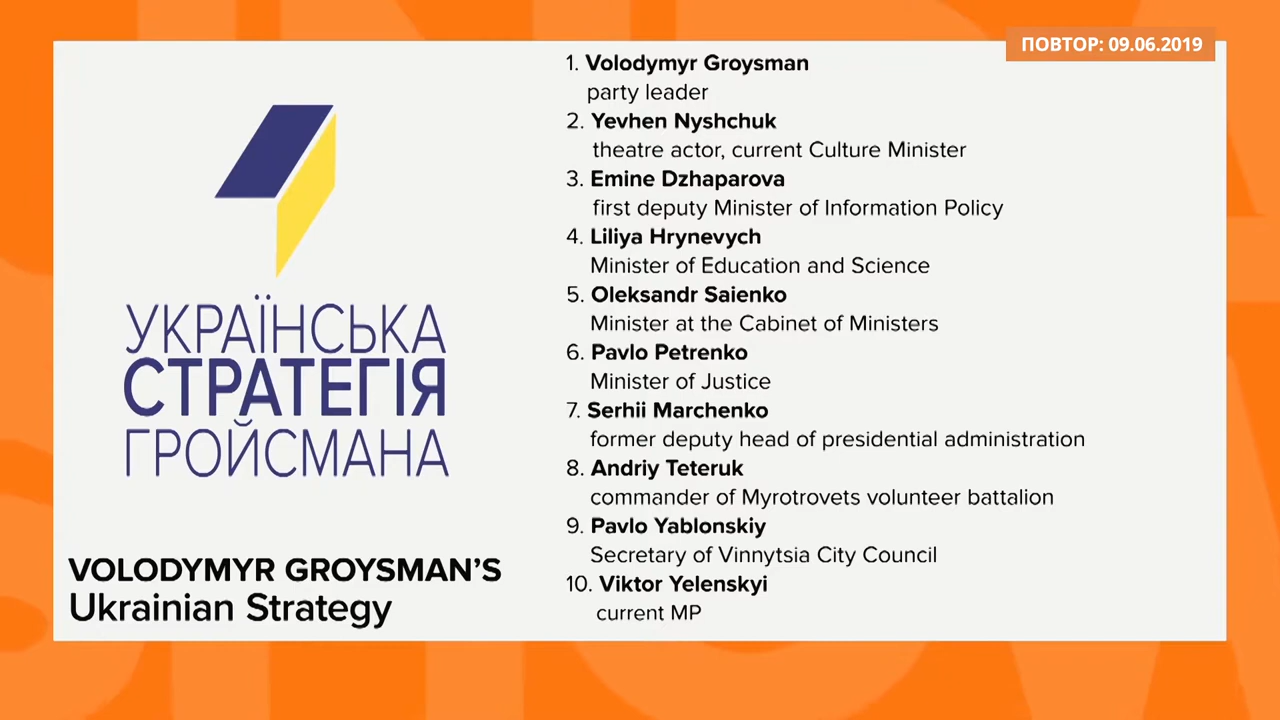 ПОВТОР: 09.06.2019
УКРАЇНСЬКА
СТРАТЕГІЯ
ГРОЙСМАНА
VOLODYMYR GROYSMAN’S
Ukrainian Strategy
1. Volodymyr Groysman
party leader
2. Yevhen Nyshchuk
theatre actor, current Culture Minister
3. Emine Dzhaparova
first deputy Minister of Information Policy
4. Liliya Hrynevych
Minister of Education and Science
5. Oleksandr Saienko
Minister at the Cabinet of Ministers
6. Pavlo Petrenko
Minister of Justice
7. Serhii Marchenko
former deputy head of presidential administration
8. Andriy Teteruk
commander of Myrotrovets volunteer battalion
9. Pavlo Yablonskiy
Secretary of Vinnytsia City Council
10. Viktor Yelenskyi
current MP